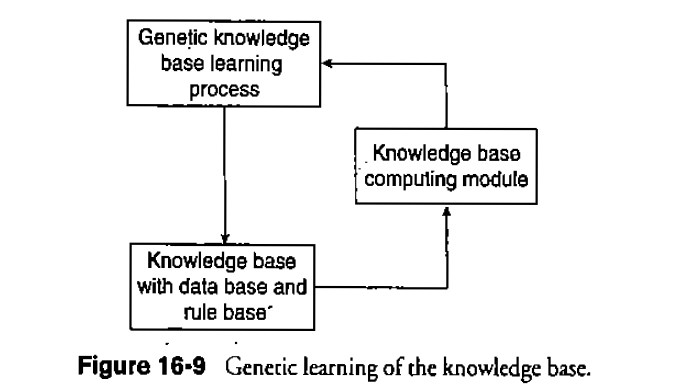 Genetic knowledge
base learning
process
Knowledge base
computing module
Knowledge base
with data base and
rule base
Figure 16-9 Genetic learning of the knowledge base.